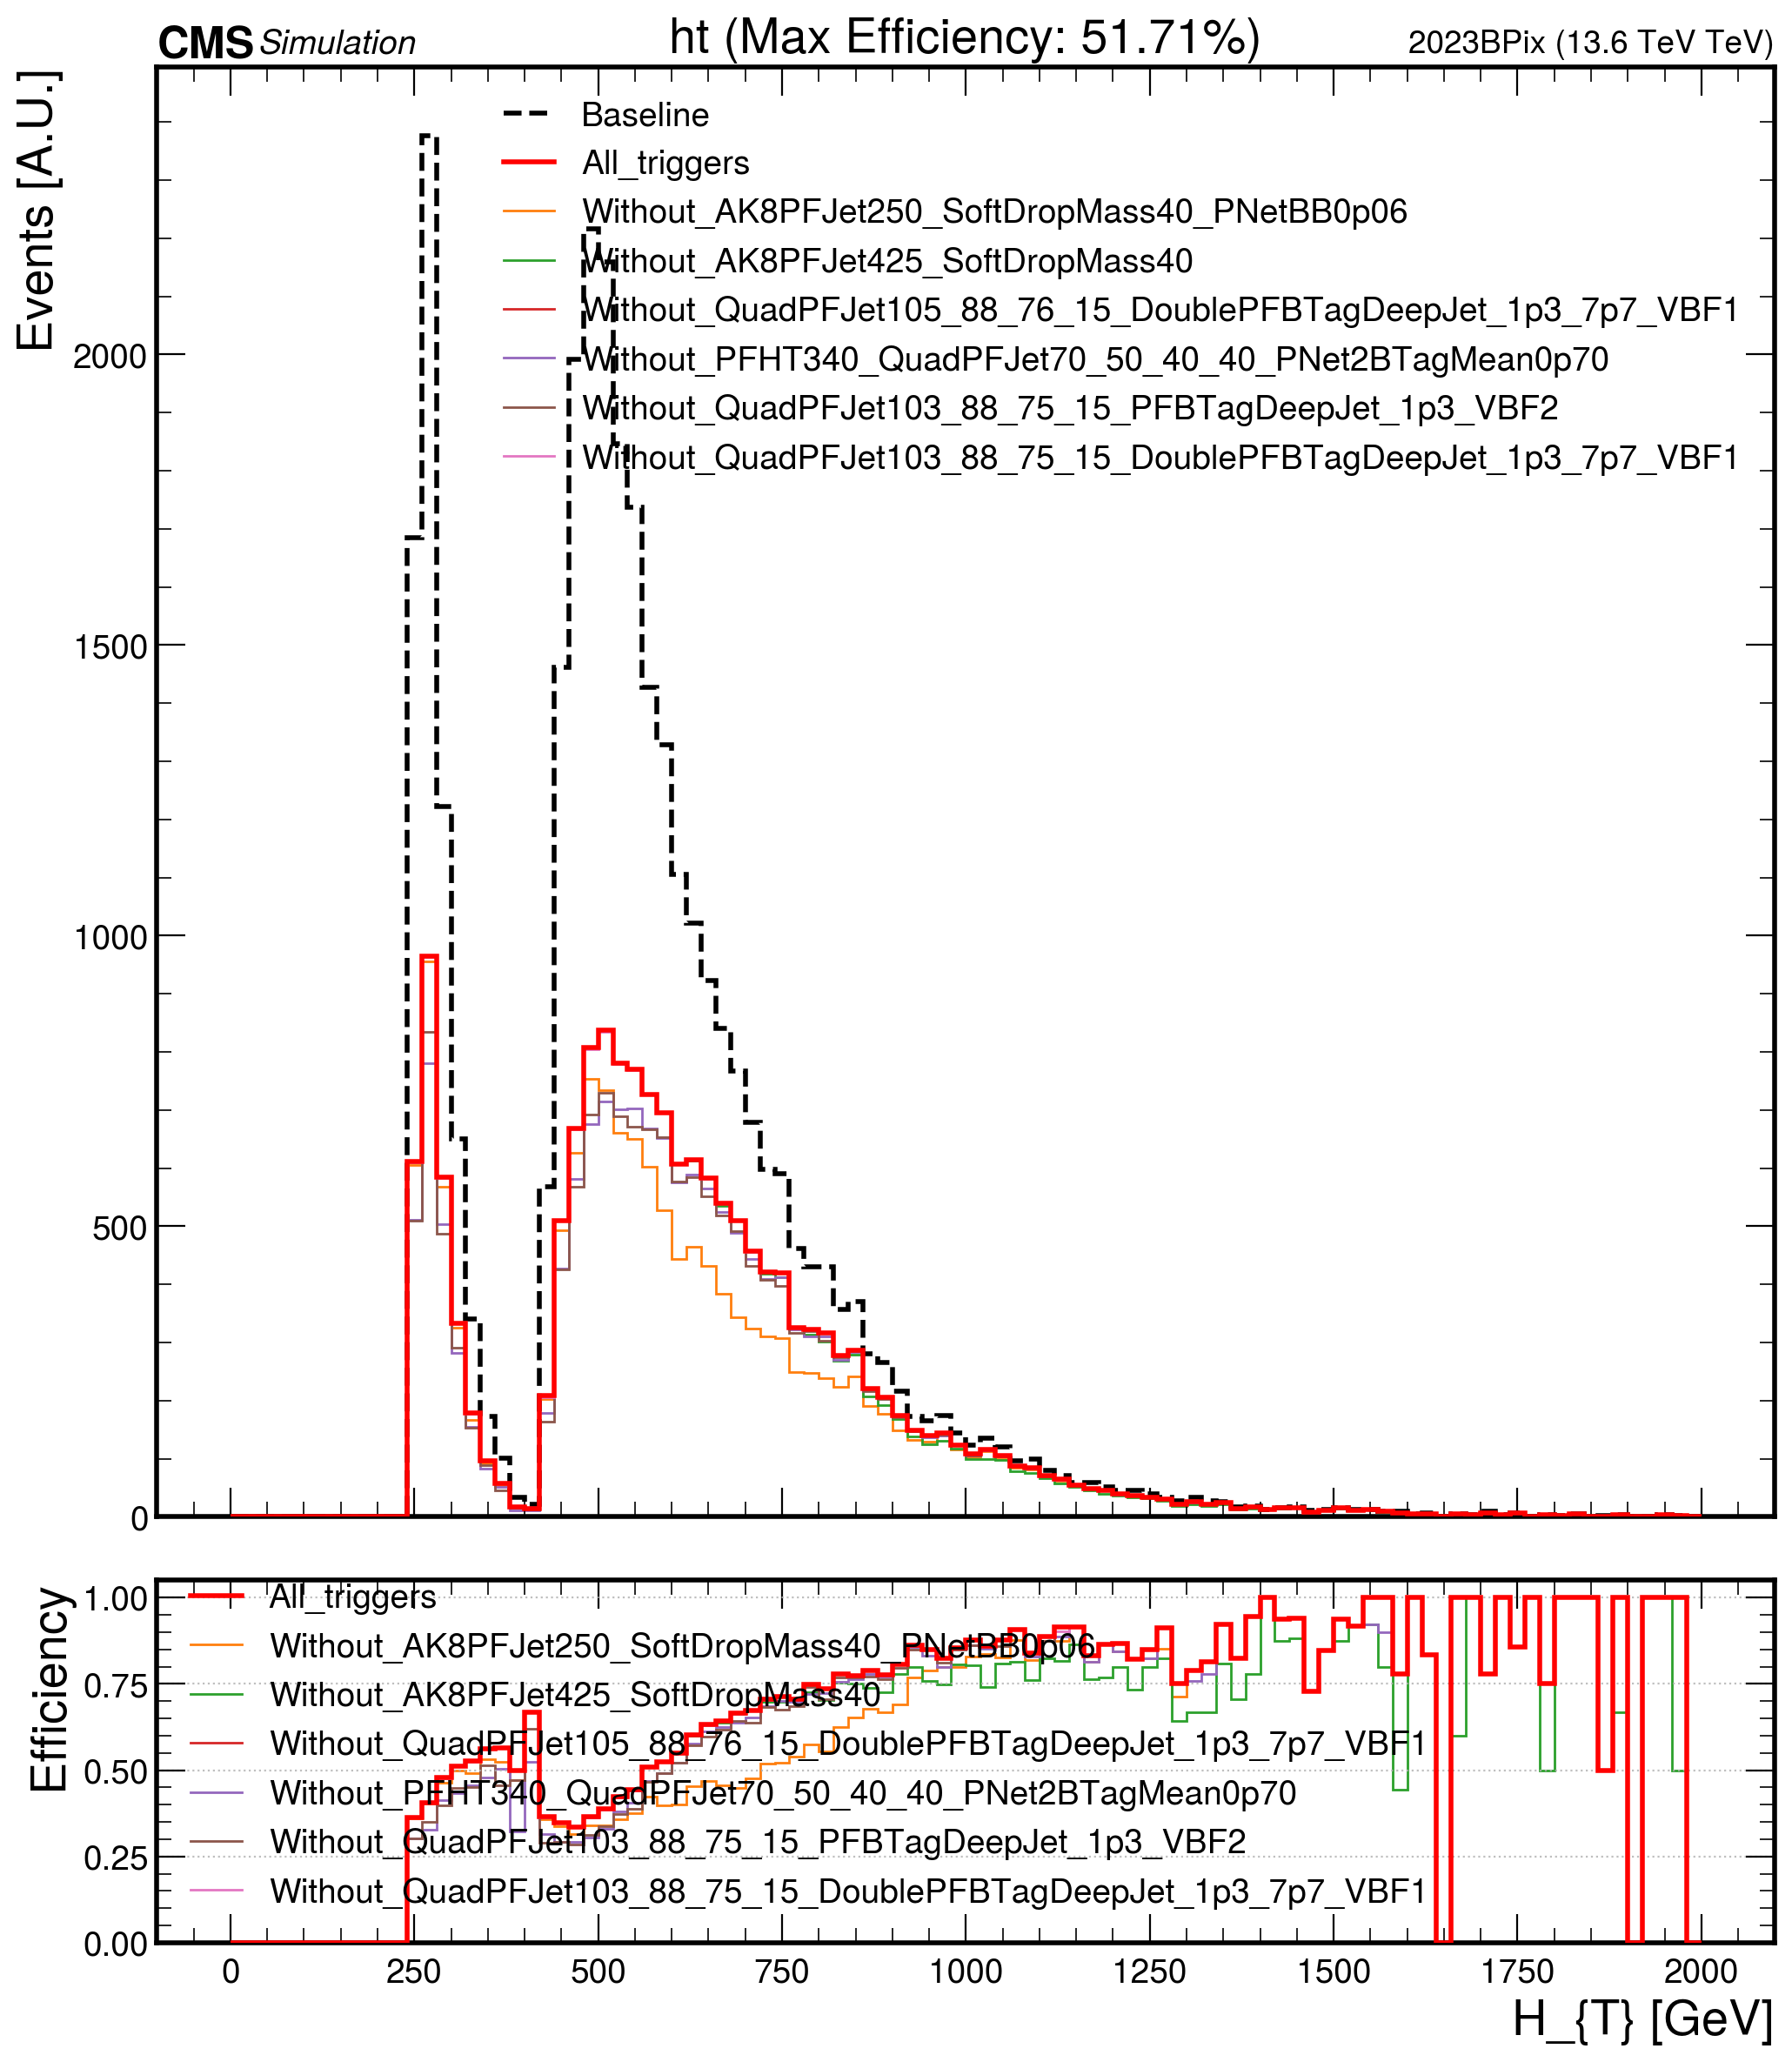 CMS Simulation ht (Max Efficiency: 51.71%) 2023BPix (13.6 TeV TeV)
Events [A.U.]
Baseline
All_triggers
Without_AK8PFJet250_SoftDropMass40_PNetBB0p06
Without_AK8PFJet425_SoftDropMass40
Without_QuadPFJet105_88_76_15_DoublePFBTagDeepJet_1p3_7p7_VBF1
Without_PFHT340_QuadPFJet70_50_40_40_PNet2BTagMean0p70
Without_QuadPFJet103_88_75_15_PFBTagDeepJet_1p3_VBF2
Without_QuadPFJet103_88_75_15_DoublePFBTagDeepJet_1p3_7p7_VBF1
2000
1500
1000
500
0
Efficiency
1.00
0.75
0.50
0.25
0.00
All_triggers
Without_AK8PFJet250_SoftDropMass40_PNetBB0p06
Without_AK8PFJet425_SoftDropMass40
Without_QuadPFJet105_88_76_15_DoublePFBTagDeepJet_1p3_7p7_VBF1
Without_PFHT340_QuadPFJet70_50_40_40_PNet2BTagMean0p70
Without_QuadPFJet103_88_75_15_PFBTagDeepJet_1p3_VBF2
Without_QuadPFJet103_88_75_15_DoublePFBTagDeepJet_1p3_7p7_VBF1
0 250 500 750 1000 1250 1500 1750 2000
H_{T} [GeV]